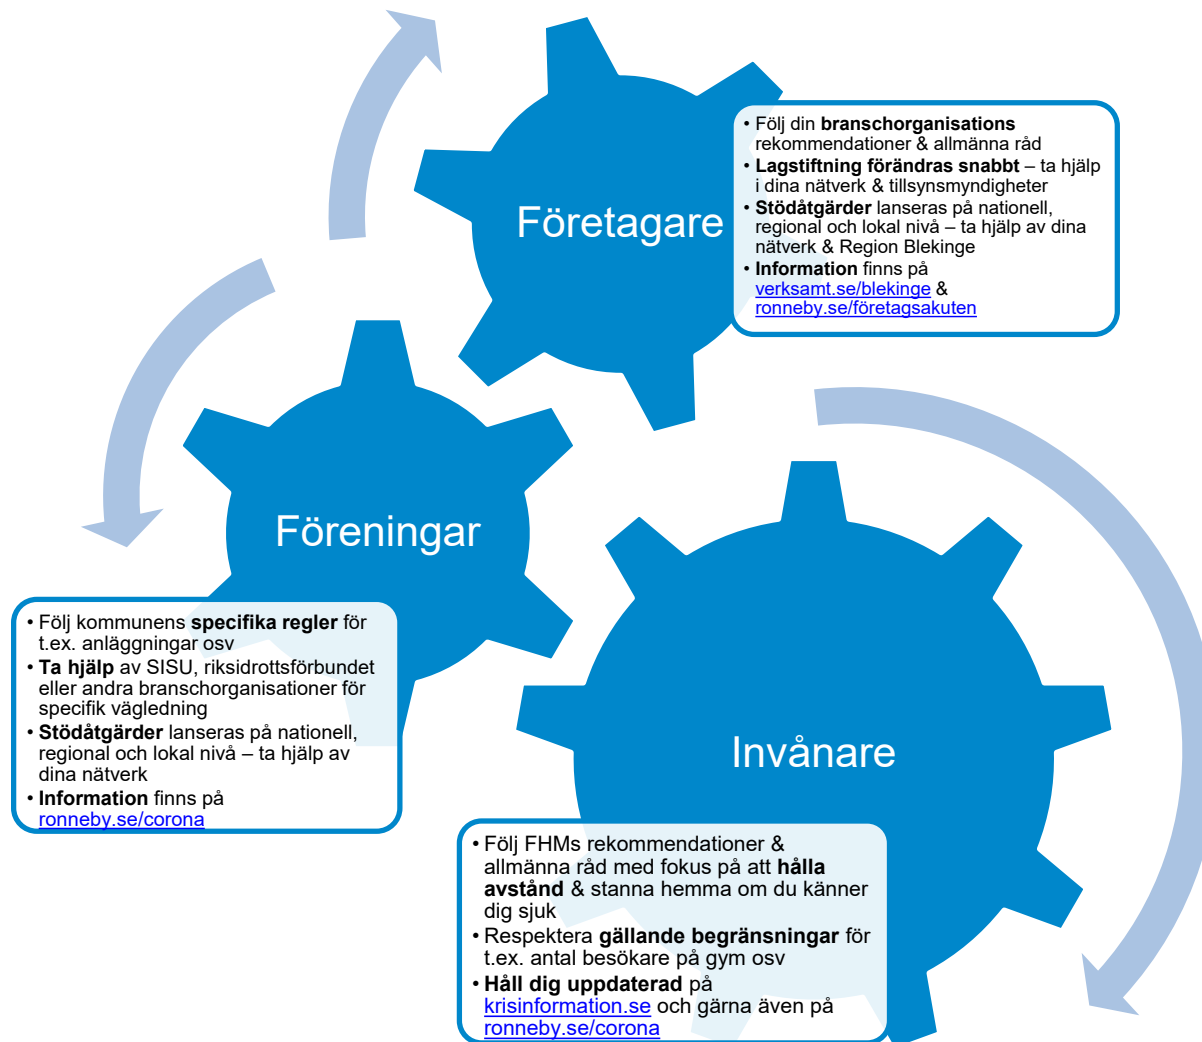 Företagare
• Följ din branschorganisations
rekommendationer & allmänna råd
• Lagstiftning förändras snabbt – ta hjälp
i dina nätverk & tillsynsmyndigheter
• Stödåtgärder lanseras på nationell,
regional och lokal nivå – ta hjälp av dina
nätverk & Region Blekinge
• Information finns på
verksamt.se/blekinge &
ronneby.se/företagsakuten
Föreningar
• Följ kommunens specifika regler för
t.ex. anläggningar osv
• Ta hjälp av SISU, riksidrottsförbundet
eller andra branschorganisationer för
specifik vägledning
• Stödåtgärder lanseras på nationell,
regional och lokal nivå – ta hjälp av
dina nätverk
• Information finns på
ronneby.se/corona
Invånare
• Följ FHMs rekommendationer &
allmänna råd med fokus på att hålla
avstånd & stanna hemma om du känner
dig sjuk
• Respektera gällande begränsningar för
t.ex. antal besökare på gym osv
• Håll dig uppdaterad på
krisinformation.se och gärna även på
ronneby.se/corona